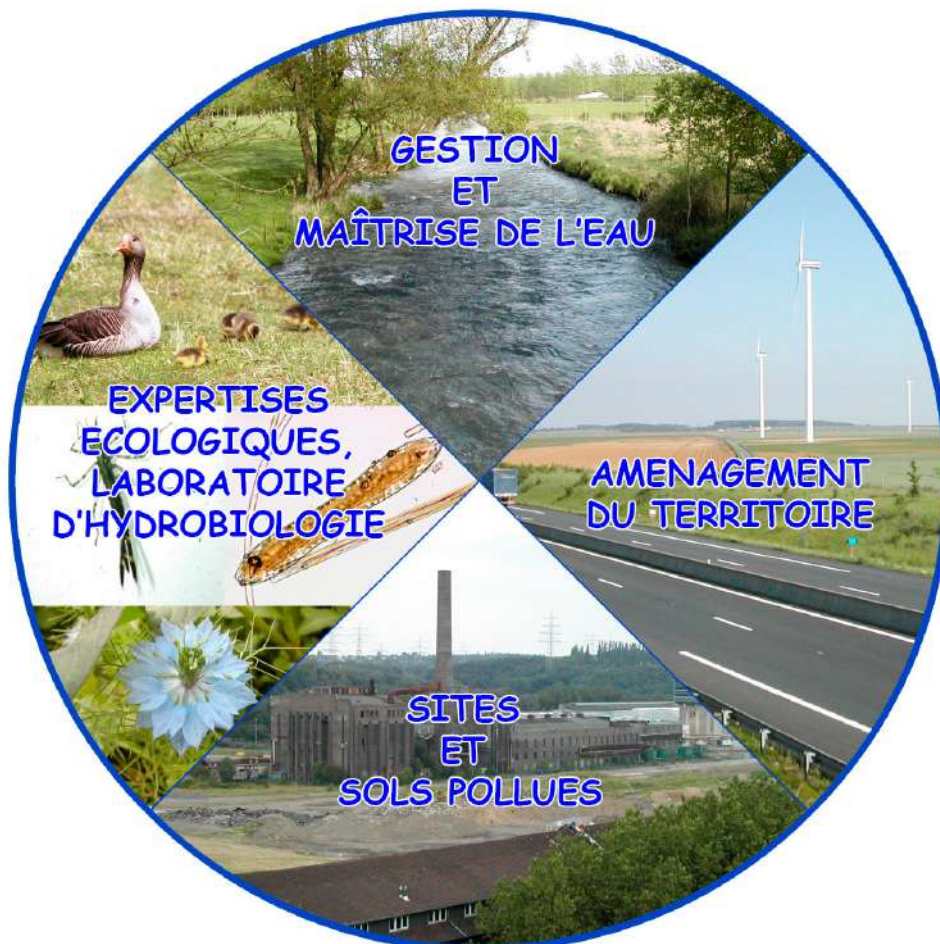 GESTION
ET
MAÎTRISE DE L'EAU
EXPERTISES
ECOLOGIQUES,
LABORATOIRE
D'HYDROBIOLOGIE
AMENAGEMENT
DU TERRITOIRE
SITES
ET
SOLS POLLUES